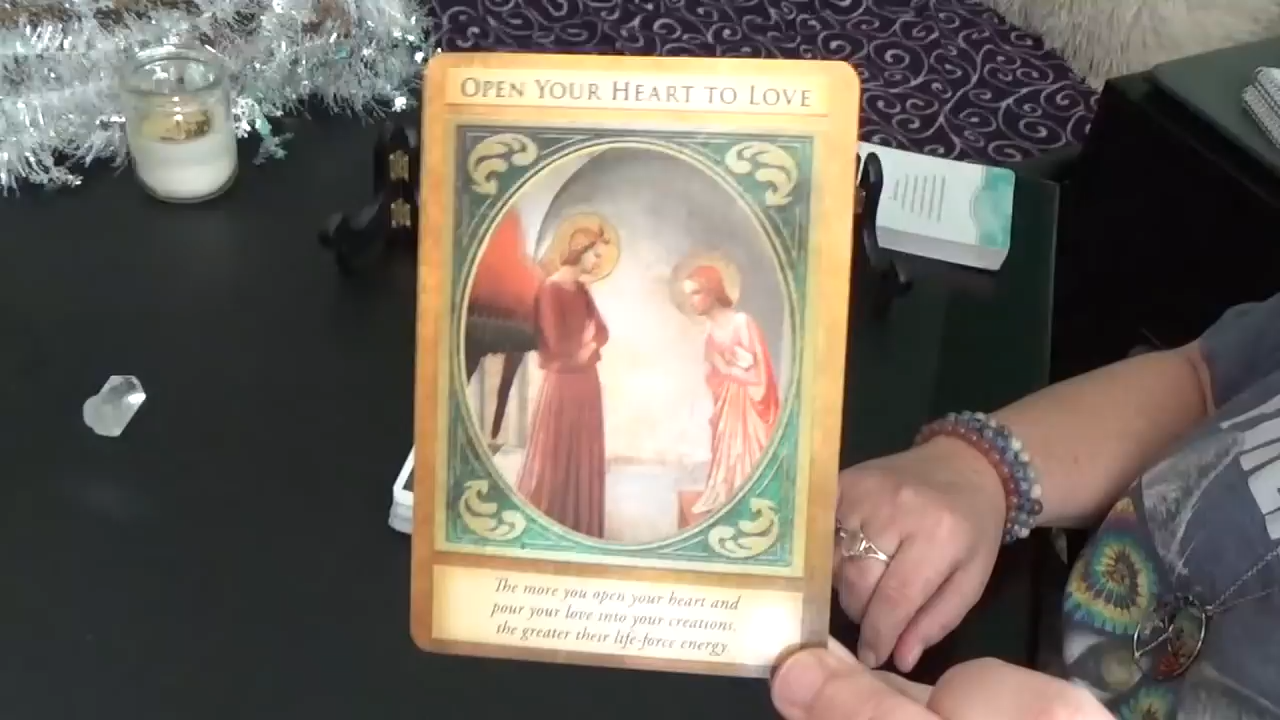 OPEN YOUR HEART TO LOVE
The more you open your heart and
pour your love into your creations,
the greater their life-force energy.